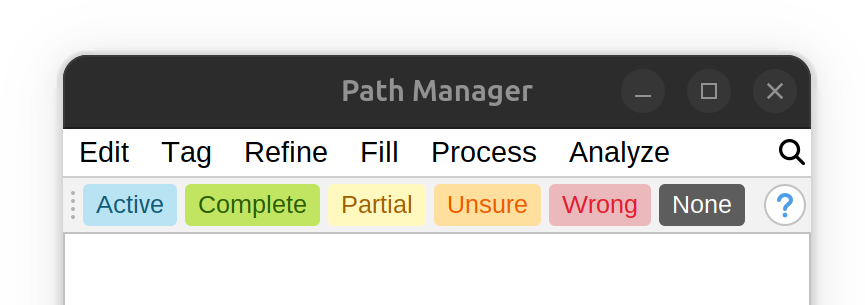 Path Manager
Edit Tag Refine Fill Process Analyze
Active Complete Partial Unsure Wrong None ?